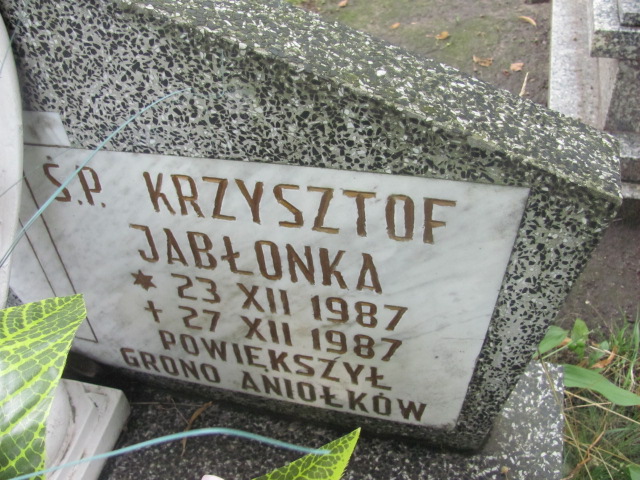 Ś.P. KRZYSZTOF
JABŁONKA
* 23 XII 1987
+ 27 XII 1987
POWIĘKSZYŁ
GRONO ANIOŁKÓW